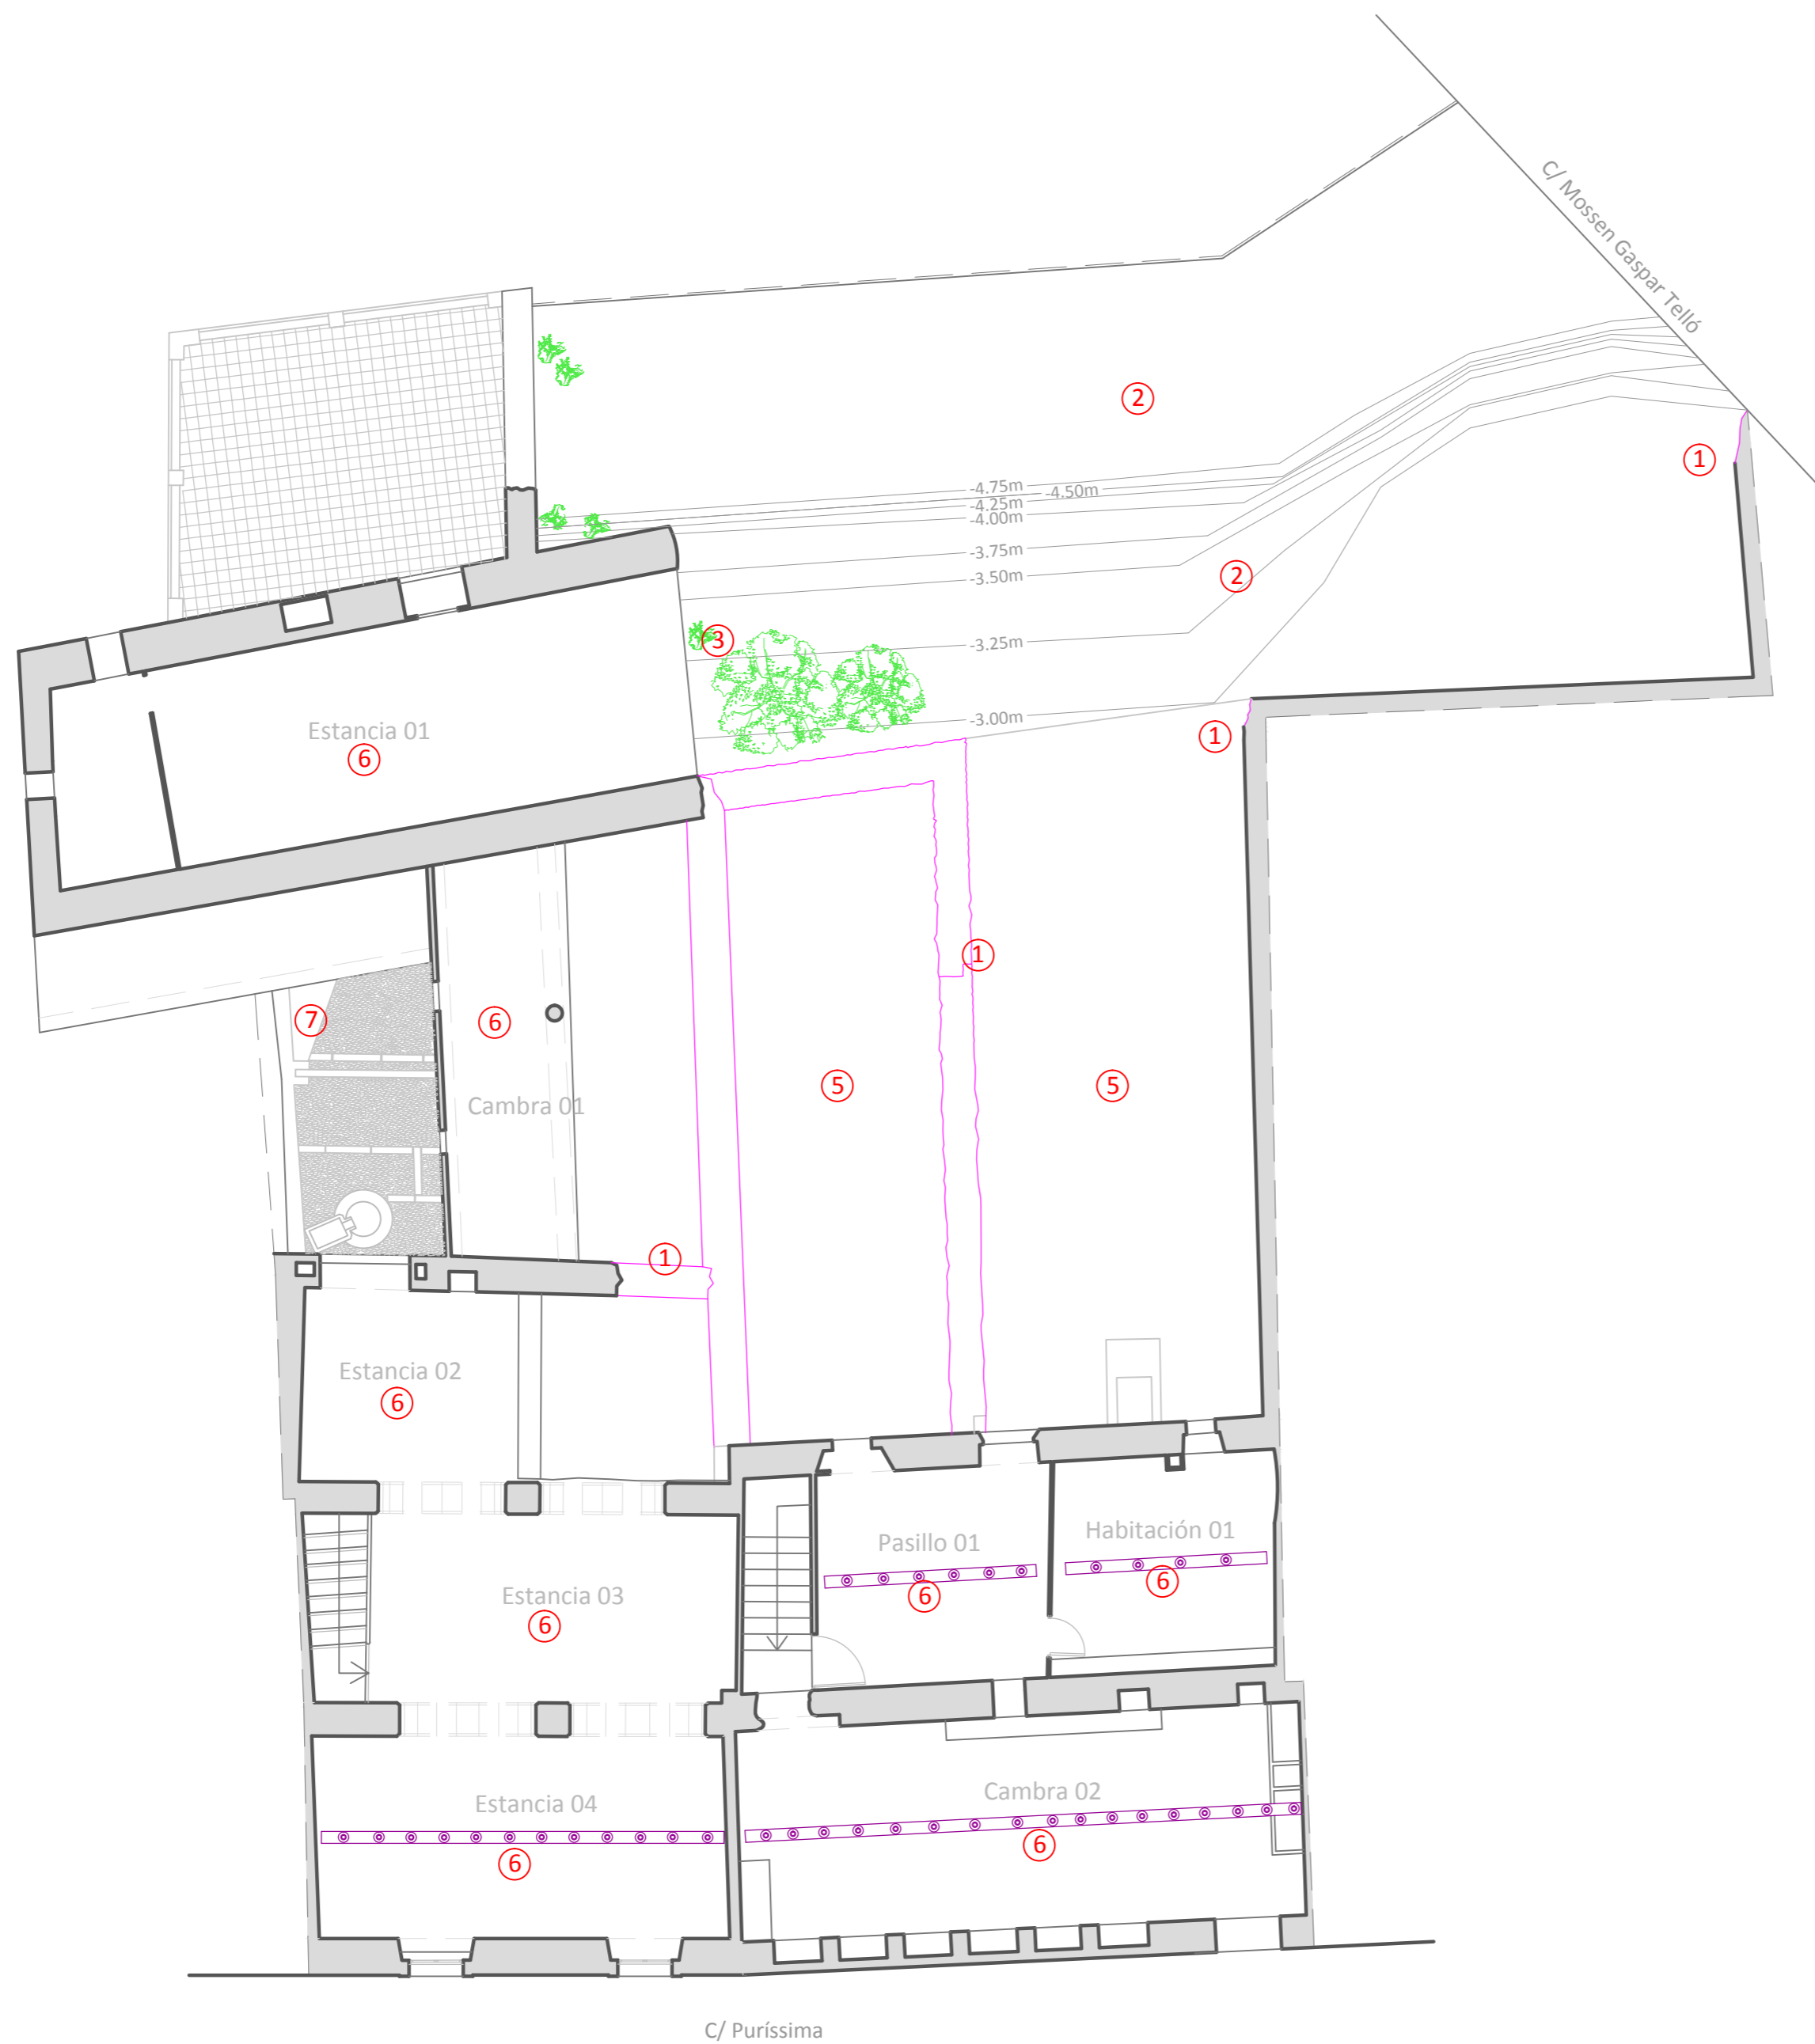 C/ Mossen Gaspar Telló
2
1
-4.75m
-4.50m
-4.25m
-4.00m
-3.75m
-3.50m
2
3
-3.25m
-3.00m
Estancia 01
6
1
1
7
6
5
5
Cambra 01
1
Estancia 02
6
Pasillo 01
Habitación 01
6
6
Estancia 03
6
Estancia 04
6
Cambra 02
6
C/ Puríssima